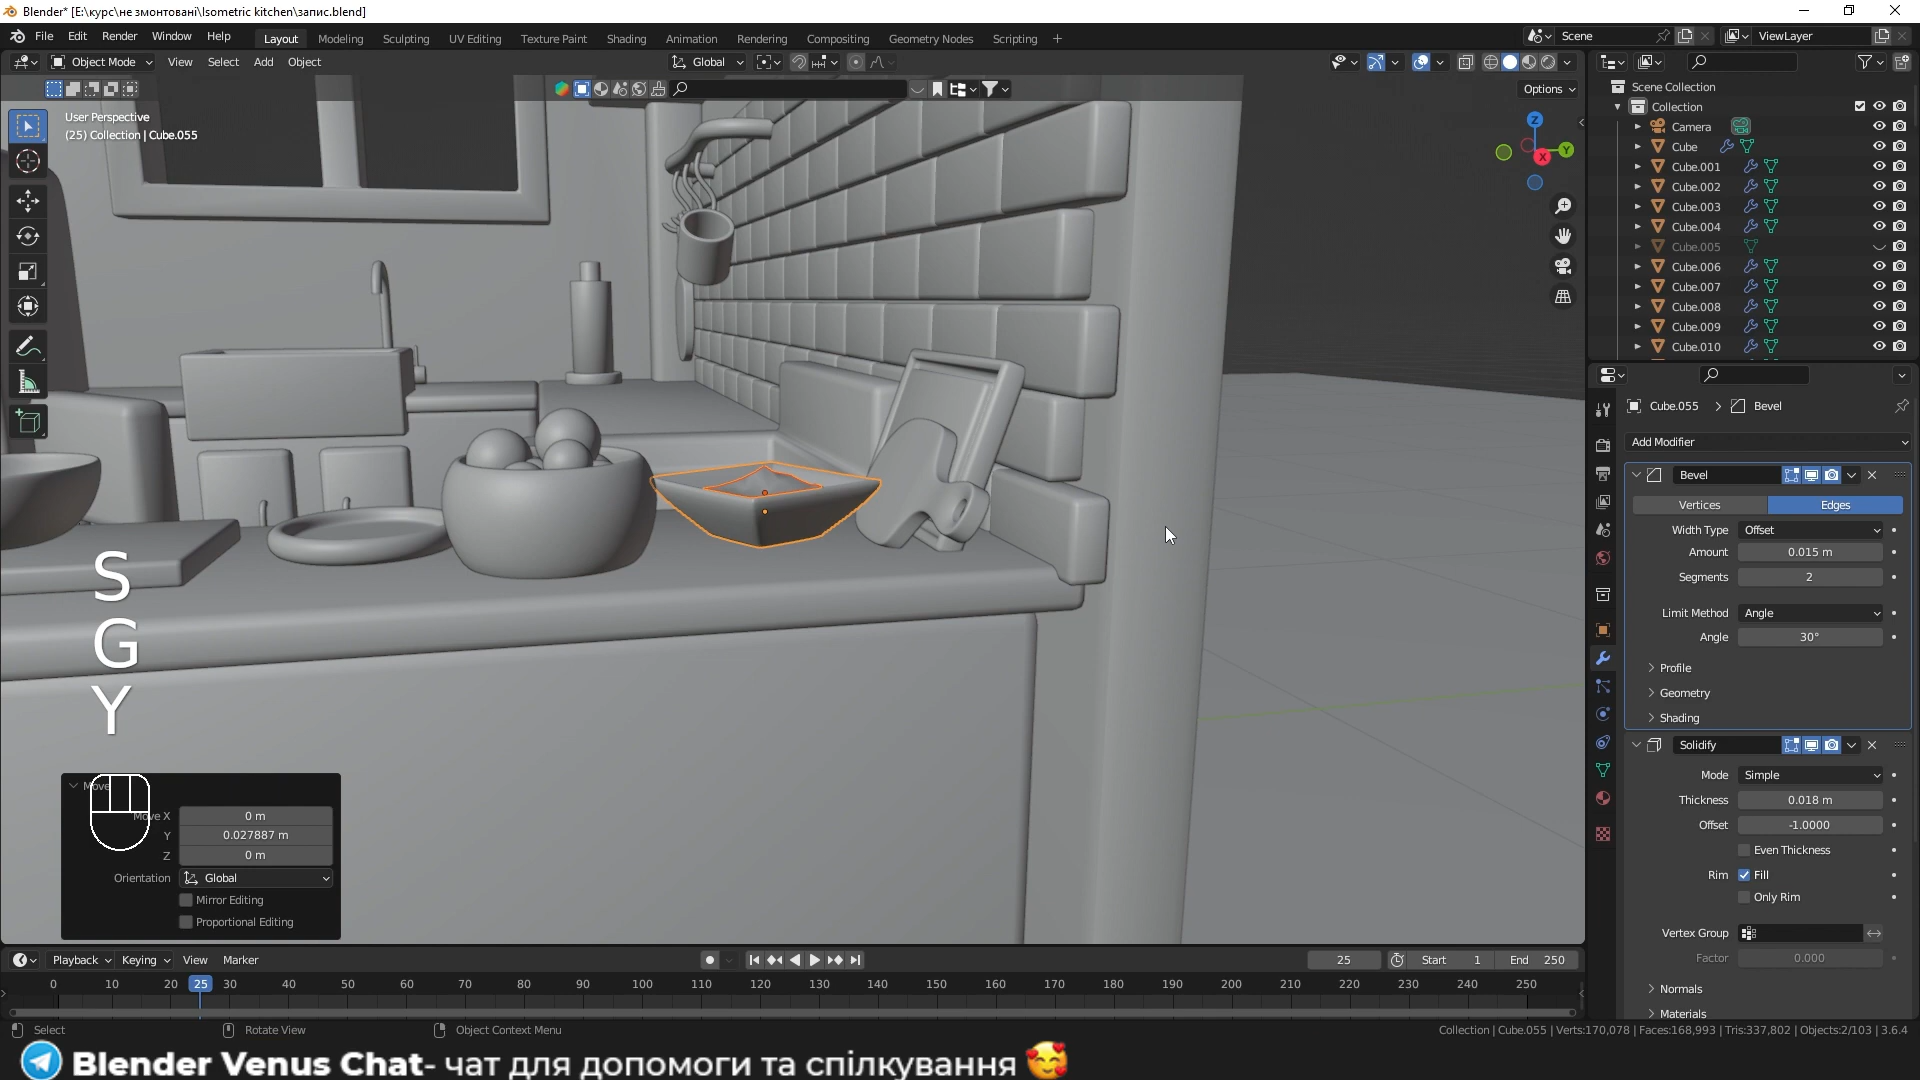 Blender* [E:\курс\не змонтовані\Isometric kitchen\запис.blend]
File Edit Render Window Help Layout Modeling Sculpting UV Editing Texture Paint Shading Animation Rendering Compositing Geometry Nodes Scripting + Scene ViewLayer
Object Mode View Select Add Object Global
Options
User Perspective
(25) Collection | Cube.055
Z
Y
X
Scene Collection
Collection
Camera
Cube
Cube.001
Cube.002
Cube.003
Cube.004
Cube.005
Cube.006
Cube.007
Cube.008
Cube.009
Cube.010
Cube.055 > Bevel
Add Modifier
Bevel
Vertices Edges
Width Type Offset
Amount 0.015 m
Segments 2
Limit Method Angle
Angle 30°
Profile
Geometry
Shading
Solidify
Mode Simple
Thickness 0.018 m
Offset -1.0000
Even Thickness
Rim Fill
Only Rim
Vertex Group
Factor 0.000
Normals
Materials
S
G
Y
Move
Move X 0 m
Y 0.027887 m
Z 0 m
Orientation Global
Mirror Editing
Proportional Editing
Playback Keying View Marker 25 Start 1 End 250
0 10 20 25 30 40 50 60 70 80 90 100 110 120 130 140 150 160 170 180 190 200 210 220 230 240 250
Select Rotate View Object Context Menu Collection | Cube.055 | Verts:170,078 | Faces:168,993 | Tris:337,802 | Objects:2/103 | 3.6.4
Blender Venus Chat- чат для допомоги та спілкування 🥰